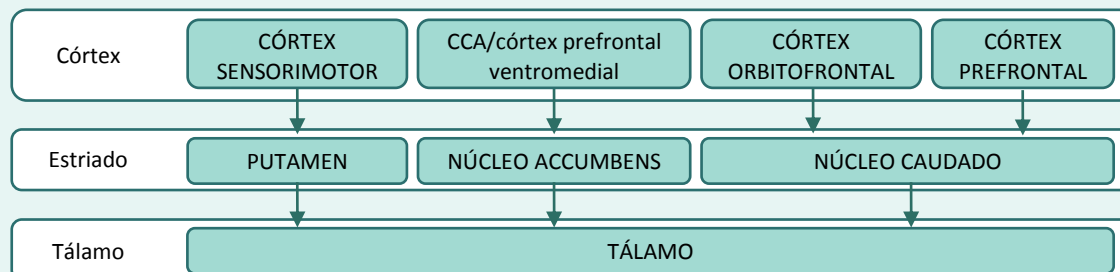 Córtex
CÓRTEX
SENSORIMOTOR
CCA/córtex prefrontal
ventromedial
CÓRTEX
ORBITOFRONTAL
CÓRTEX
PREFRONTAL
Estriado
PUTAMEN
NÚCLEO ACCUMBENS
NÚCLEO CAUDADO
Tálamo
TÁLAMO